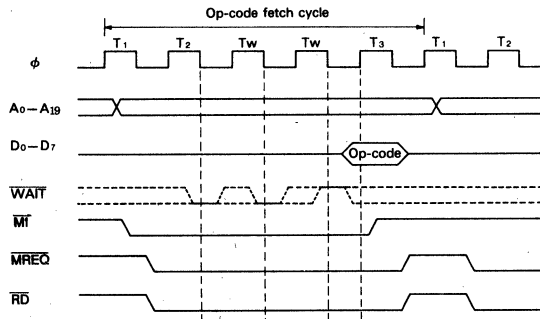 Op-code fetch cycle
T1 T2 TW TW T3 T1 T2
φ
A0–A19
D0–D7
Op-code
WAIT
M1
MREQ
RD